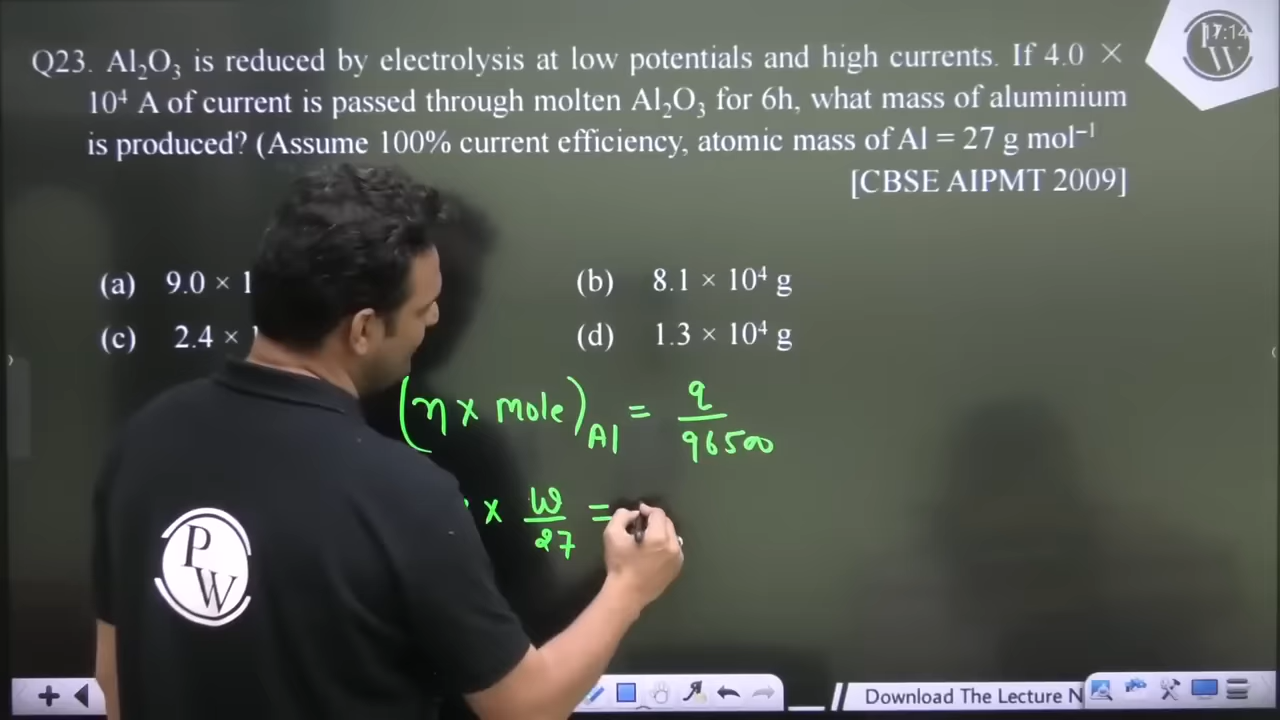 17:14
PW
Q23. Al₂O₃ is reduced by electrolysis at low potentials and high currents. If 4.0 ×
10⁴ A of current is passed through molten Al₂O₃ for 6h, what mass of aluminium
is produced? (Assume 100% current efficiency, atomic mass of Al = 27 g mol⁻¹
[CBSE AIPMT 2009]
(a) 9.0 × 1
(b) 8.1 × 10⁴ g
(c) 2.4 ×
(d) 1.3 × 10⁴ g
(η × mole)Al = q/96500
× W/27 =
P
W
Download The Lecture N